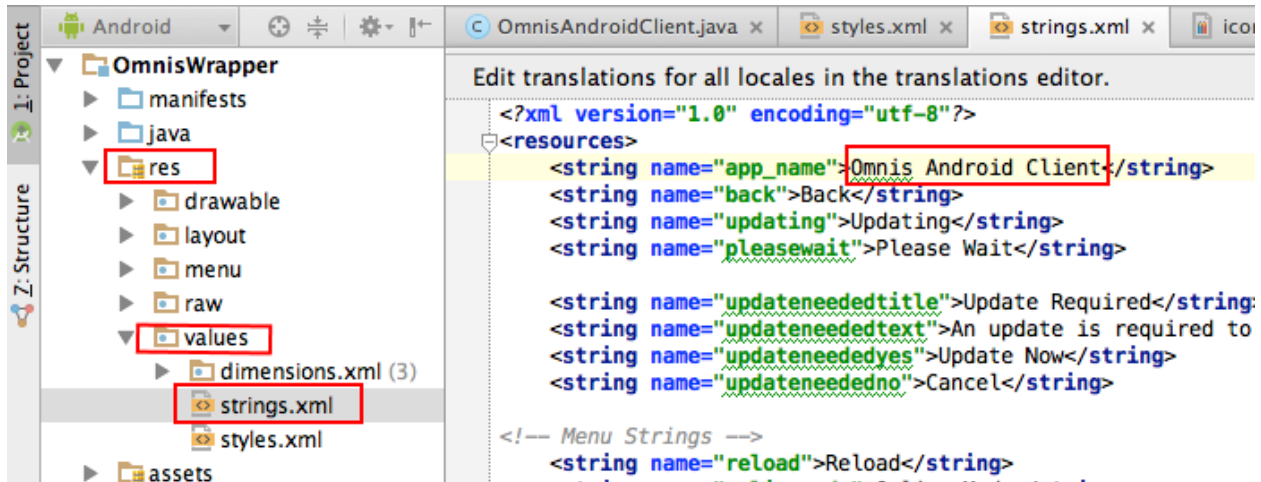 1: Project
Z: Structure
Android
OmnisWrapper
manifests
java
res
drawable
layout
menu
raw
values
dimensions.xml (3)
strings.xml
styles.xml
assets
OmnisAndroidClient.java
styles.xml
strings.xml
Edit translations for all locales in the translations editor.
<?xml version="1.0" encoding="utf-8"?>
<resources>
<string name="app_name">Omnis Android Client</string>
<string name="back">Back</string>
<string name="updating">Updating</string>
<string name="pleasewait">Please Wait</string>
<string name="updateneededtitle">Update Required</string
<string name="updateneededtext">An update is required to
<string name="updateneededyes">Update Now</string>
<string name="updateneededno">Cancel</string>
<!-- Menu Strings -->
<string name="reload">Reload</string>